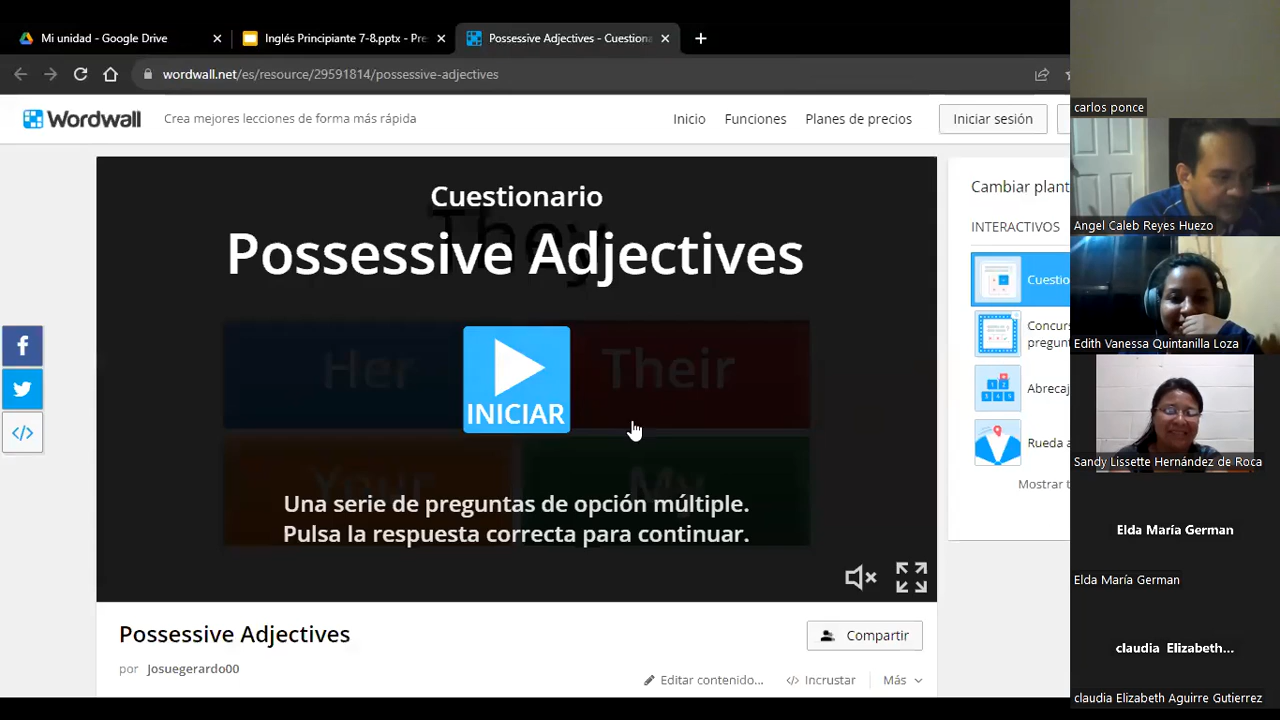 Mi unidad - Google Drive
Inglés Principiante 7-8.pptx - Pre
Possessive Adjectives - Cuestiona
wordwall.net/es/resource/29591814/possessive-adjectives
Wordwall
Crea mejores lecciones de forma más rápida
Inicio
Funciones
Planes de precios
Iniciar sesión
Cuestionario
They
Possessive Adjectives
Her
Their
INICIAR
My
Una serie de preguntas de opción múltiple.
Pulsa la respuesta correcta para continuar.
Possessive Adjectives
Compartir
por Josuegerardo00
Editar contenido...
Incrustar
Más
Cambiar plant
INTERACTIVOS
Cuestio
Concurs
pregunt
Abrecaj
Rueda a
Mostrar t
carlos ponce
Angel Caleb Reyes Huezo
Edith Vanessa Quintanilla Loza
Sandy Lissette Hernández de Roca
Elda María German
Elda María German
claudia Elizabeth...
claudia Elizabeth Aguirre Gutierrez